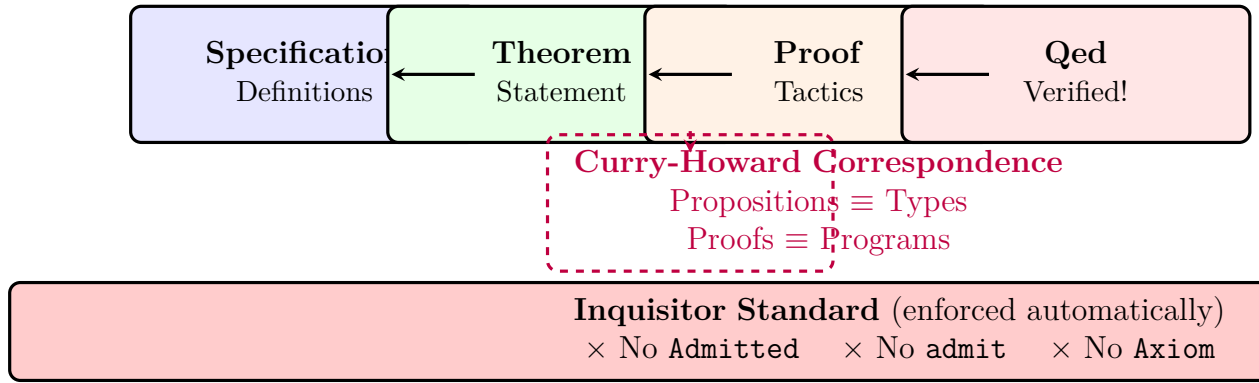 Specification Theorem Proof Qed
Definitions Statement Tactics Verified!
Curry-Howard Correspondence
Propositions ≡ Types
Proofs ≡ Programs
Inquisitor Standard (enforced automatically)
× No Admitted × No admit × No Axiom